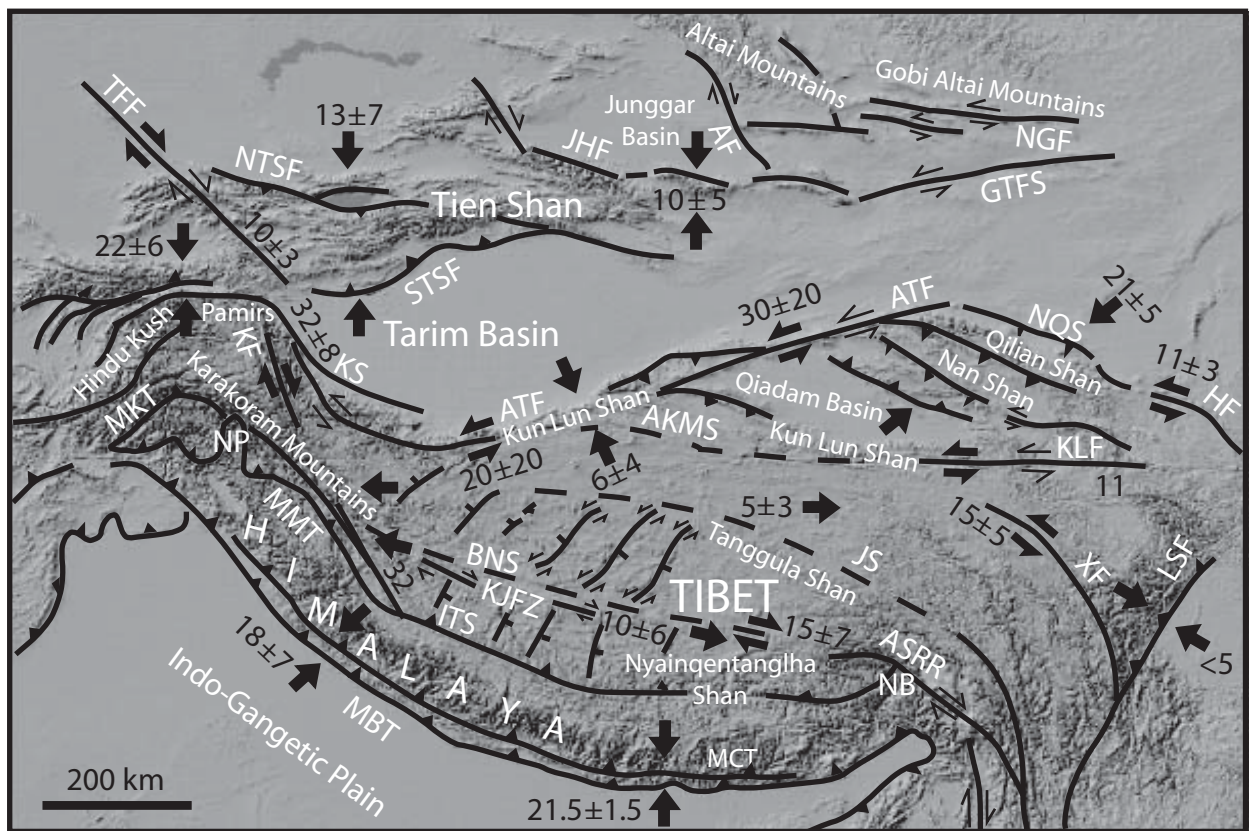 Altai Mountains
Gobi Altai Mountains
TFF
13±7
Junggar
Basin
NTSF
JHF
AF
NGF
GTFS
Tien Shan
10±5
22±6
10±3
STSF
Pamirs
Hindu Kush
KF
32±8
KS
Tarim Basin
30±20
ATF
NQS
21±5
Qilian Shan
Nan Shan
11±3
HF
Qiadam Basin
MKT
Karakoram Mountains
NP
ATF
Kun Lun Shan
AKMS
Kun Lun Shan
KLF
11
20±20
6±4
MMT
5±3
15±5
Tanggula Shan
JS
XF
LSF
BNS
KJFZ
32
TIBET
ITS
10±6
15±7
ASRR
Nyainqentanglha
Shan
NB
<5
HIMALAYA
18±7
MBT
MCT
Indo-Gangetic Plain
200 km
21.5±1.5